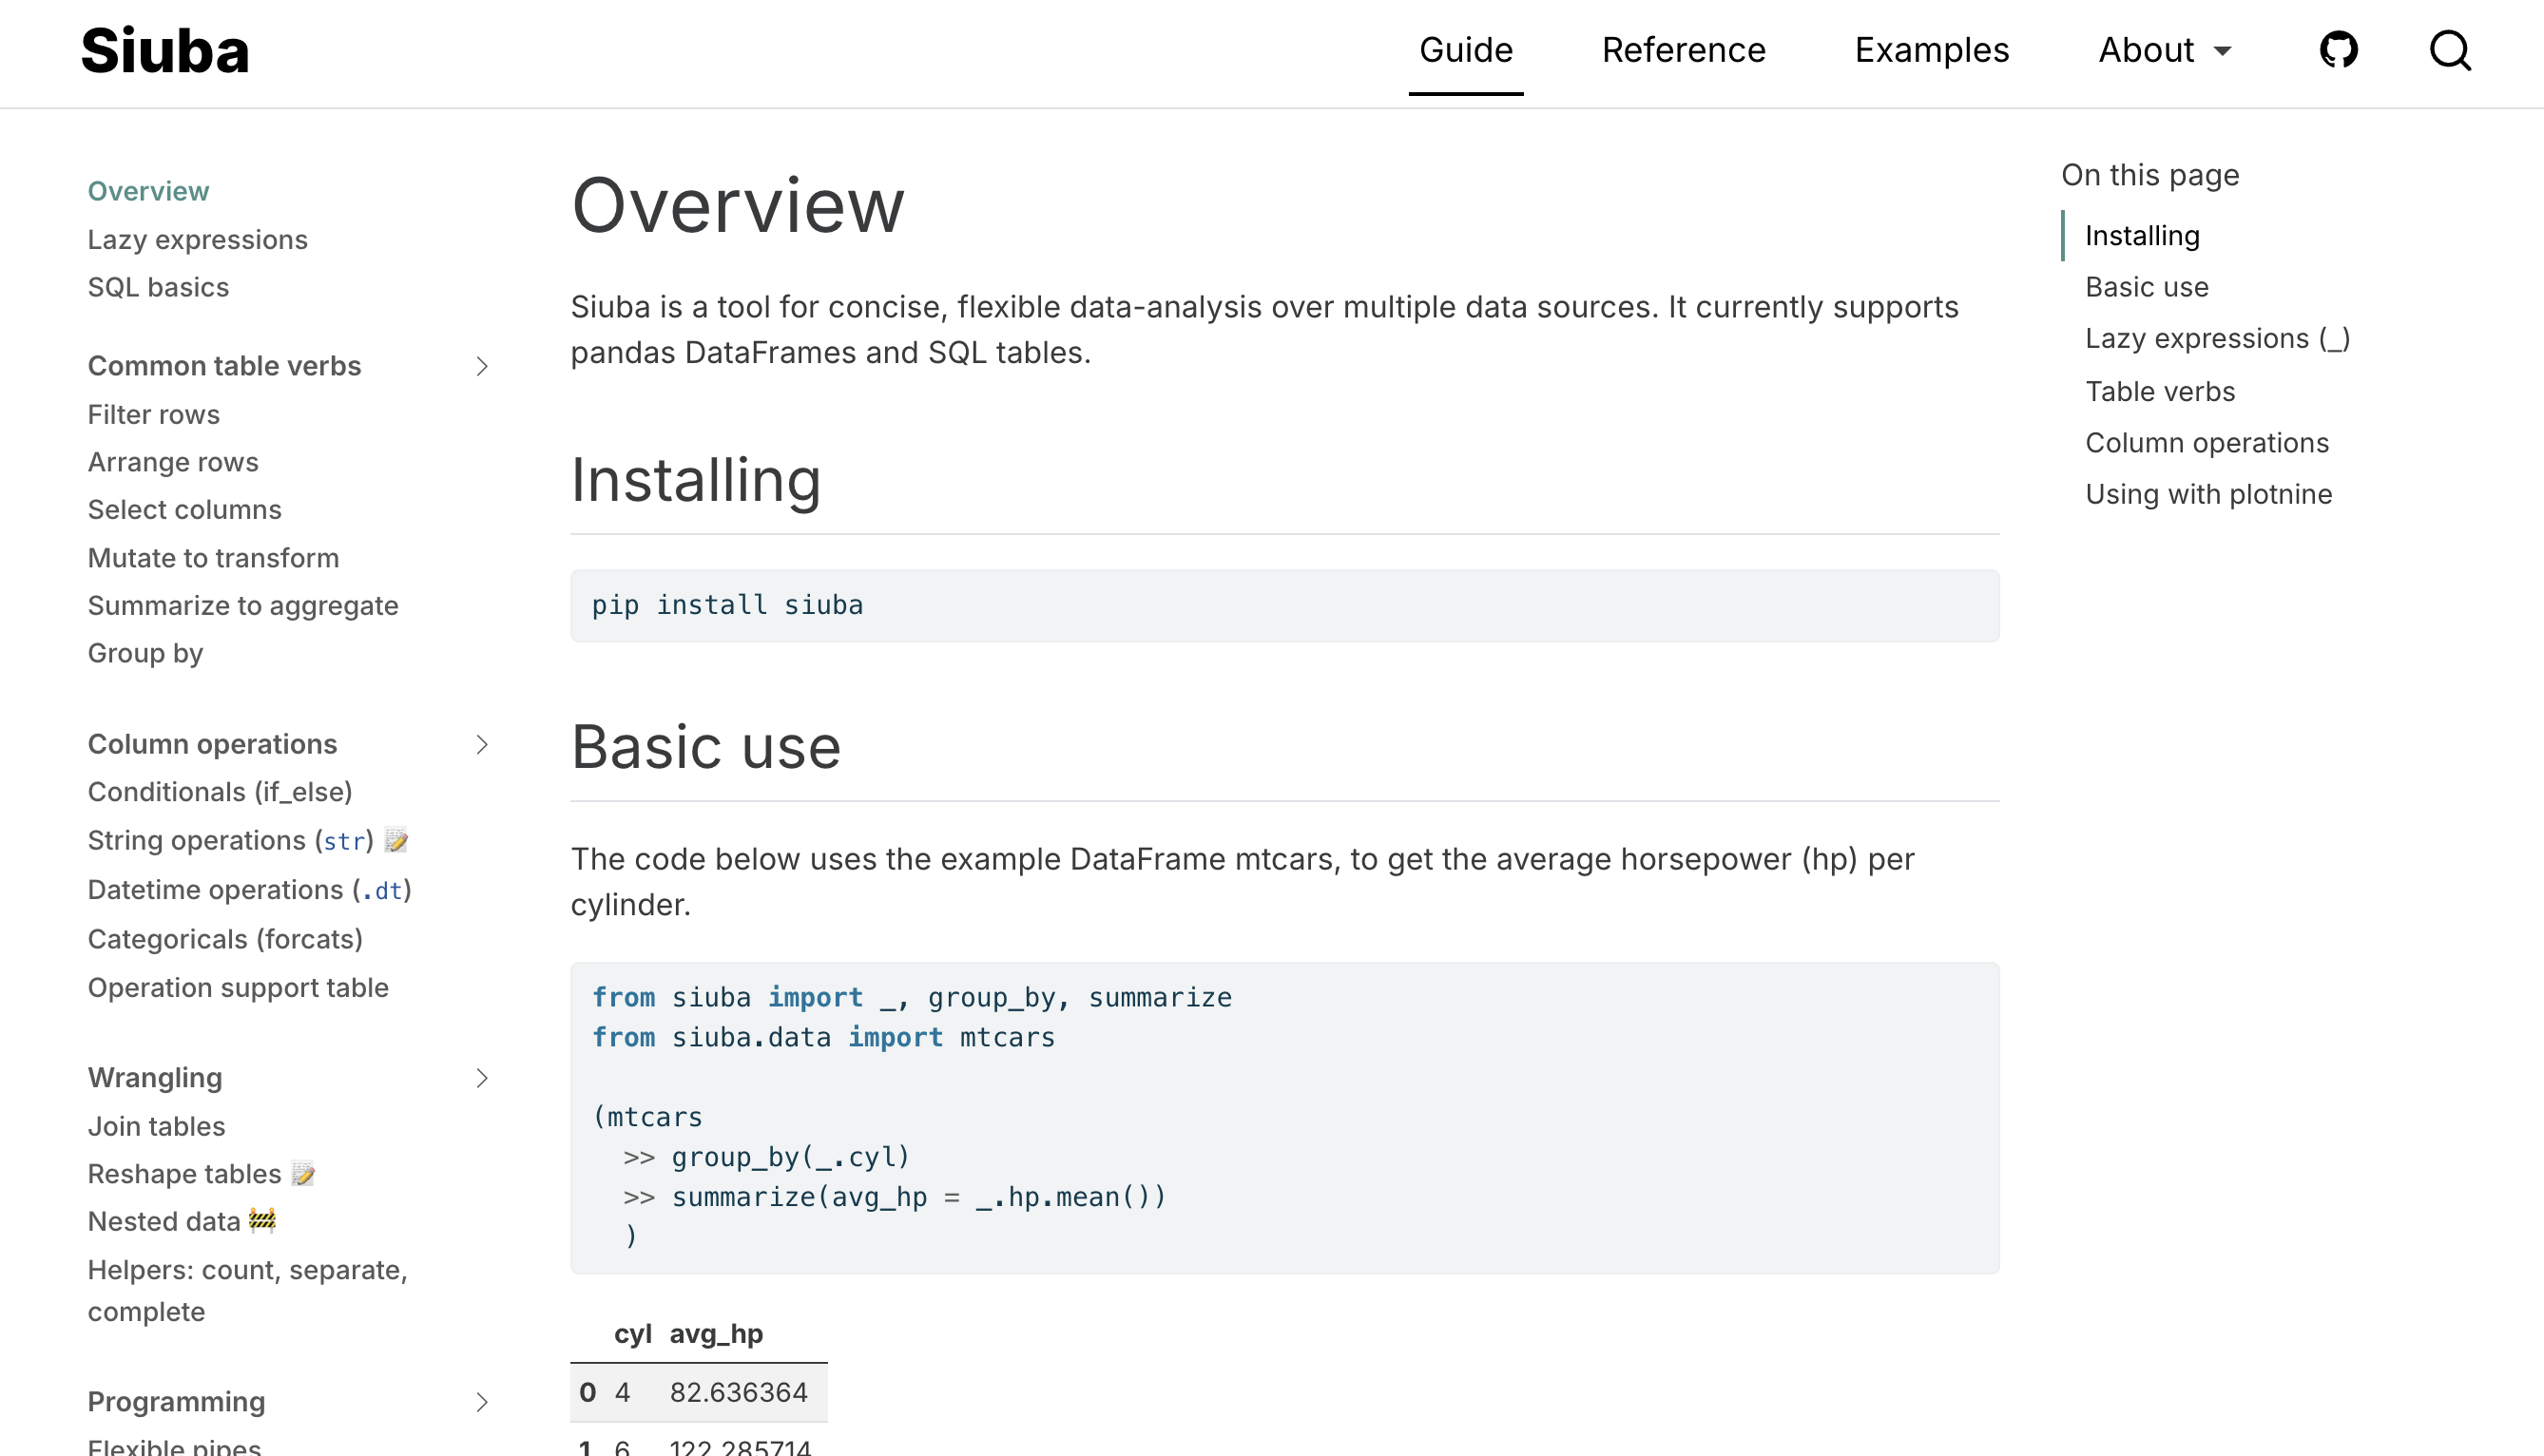 Siuba
Guide
Reference
Examples
About
Overview
Lazy expressions
SQL basics
Common table verbs
Filter rows
Arrange rows
Select columns
Mutate to transform
Summarize to aggregate
Group by
Column operations
Conditionals (if_else)
String operations (str) 📝
Datetime operations (.dt)
Categoricals (forcats)
Operation support table
Wrangling
Join tables
Reshape tables 📝
Nested data 🚧
Helpers: count, separate,
complete
Programming
Flexible pipes
Overview
Siuba is a tool for concise, flexible data-analysis over multiple data sources. It currently supports
pandas DataFrames and SQL tables.
Installing
pip install siuba
Basic use
The code below uses the example DataFrame mtcars, to get the average horsepower (hp) per
cylinder.
from siuba import _, group_by, summarize
from siuba.data import mtcars
(mtcars
  >> group_by(_.cyl)
  >> summarize(avg_hp = _.hp.mean())
  )
cyl avg_hp
0 4 82.636364
1 6 122.285714
On this page
Installing
Basic use
Lazy expressions (_)
Table verbs
Column operations
Using with plotnine